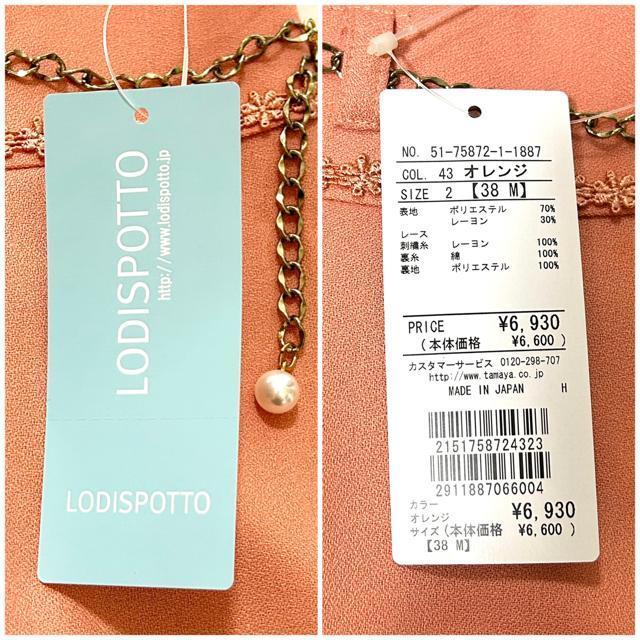 LODISPOTTO
http://www.lodispotto.jp
LODISPOTTO
NO. 51-75872-1-1887
COL. 43 オレンジ
SIZE 2 【38 M】
表地 ポリエステル 70%
レーヨン 30%
レース
刺繍糸 レーヨン 100%
裏糸 綿 100%
裏地 ポリエステル 100%
PRICE ¥6,930
(本体価格 ¥6,600)
カスタマーサービス 0120-298-707
http://www.tamaya.co.jp
MADE IN JAPAN H
2151758724323
2911887066004
カラー
オレンジ ¥6,930
サイズ(本体価格 ¥6,600)
【38 M】